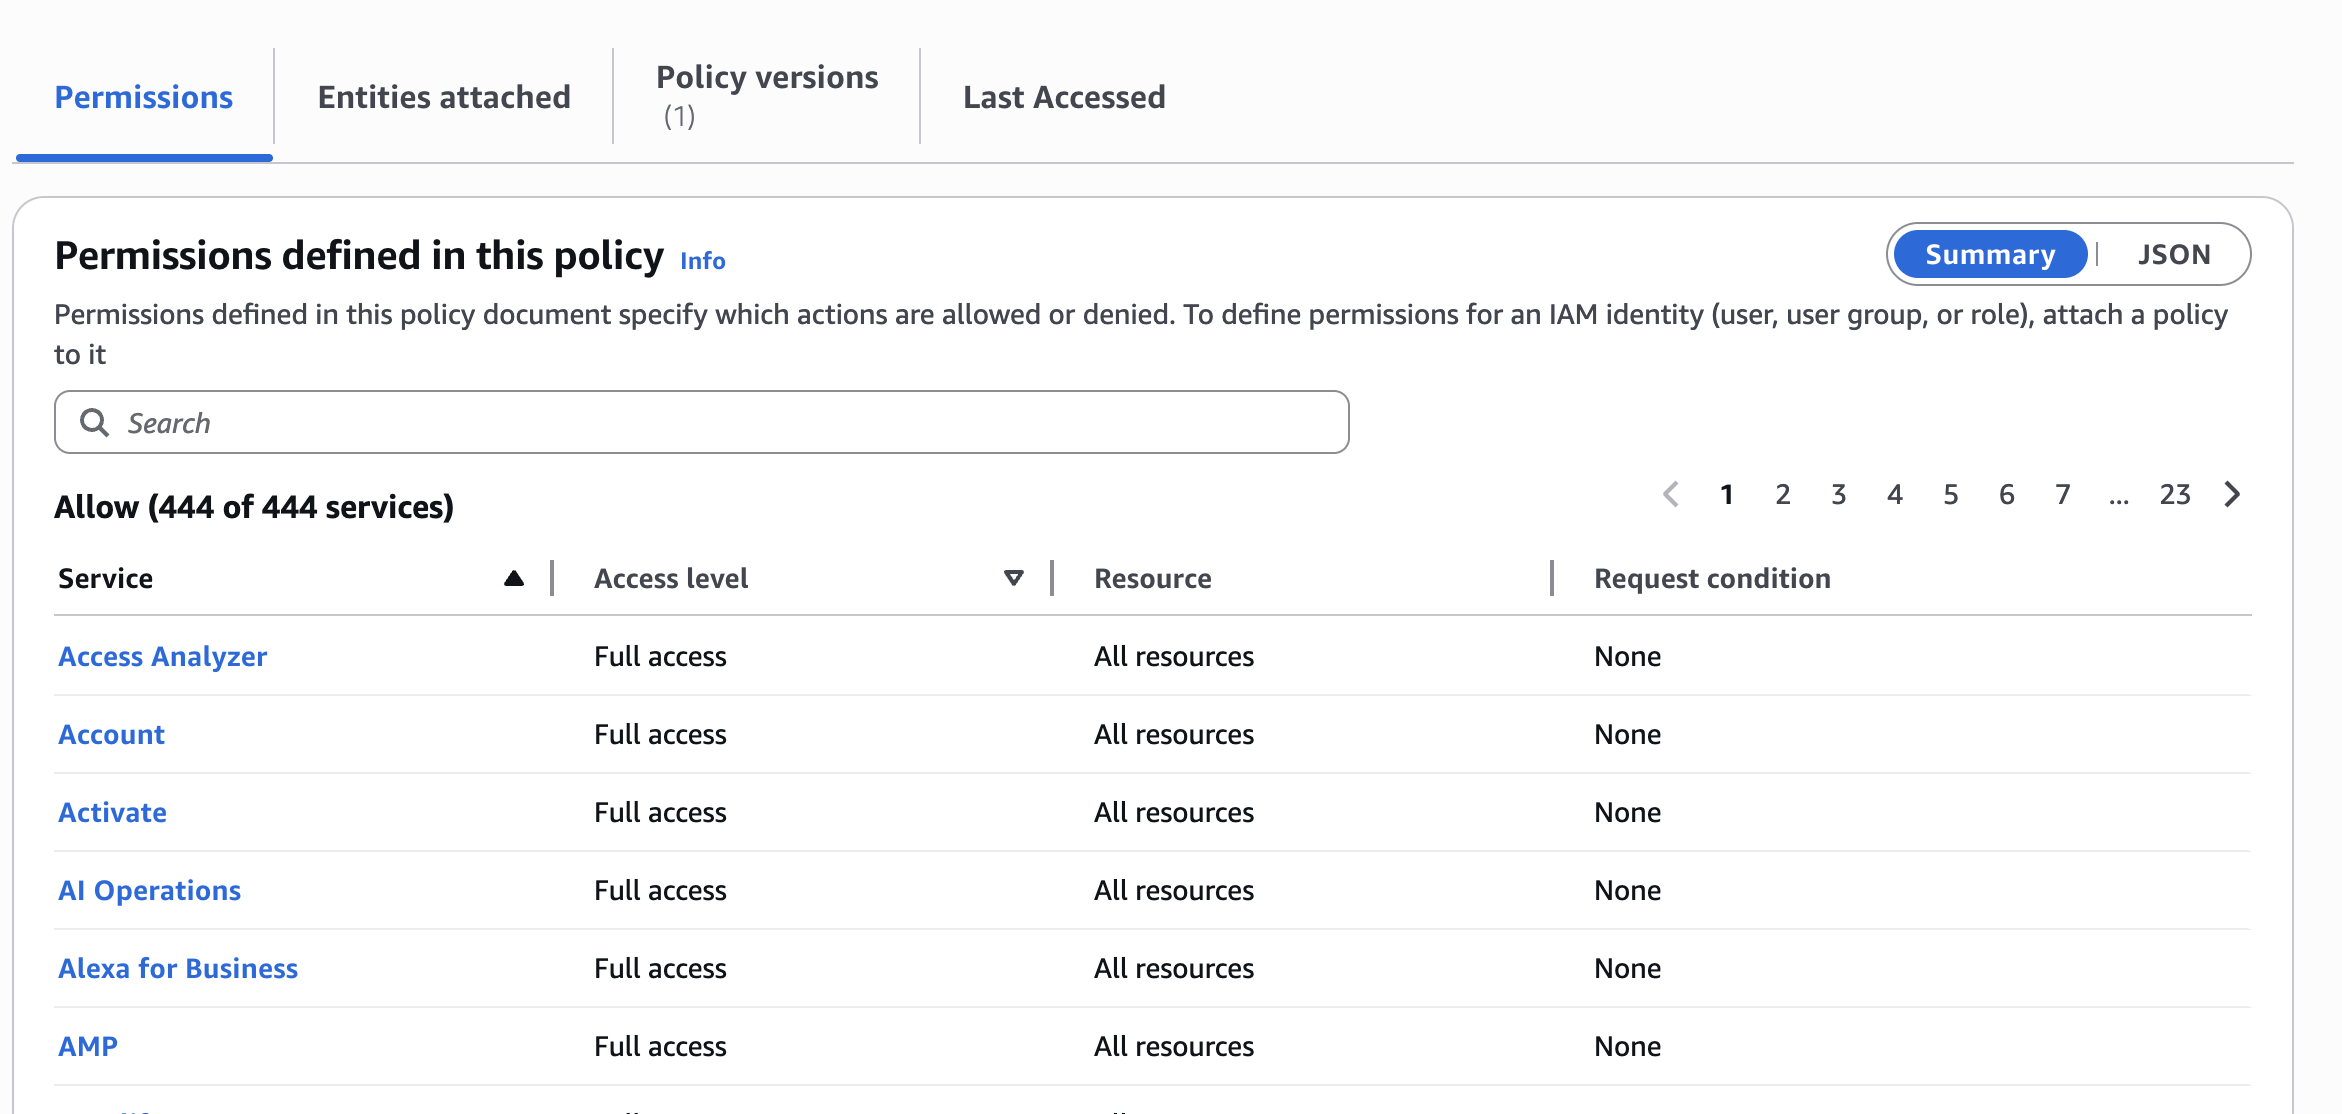 Permissions
Entities attached
Policy versions
(1)
Last Accessed
Permissions defined in this policy Info
Summary | JSON
Permissions defined in this policy document specify which actions are allowed or denied. To define permissions for an IAM identity (user, user group, or role), attach a policy
to it
Search
Allow (444 of 444 services)
1 2 3 4 5 6 7 ... 23
Service Access level Resource Request condition
Access Analyzer Full access All resources None
Account Full access All resources None
Activate Full access All resources None
AI Operations Full access All resources None
Alexa for Business Full access All resources None
AMP Full access All resources None